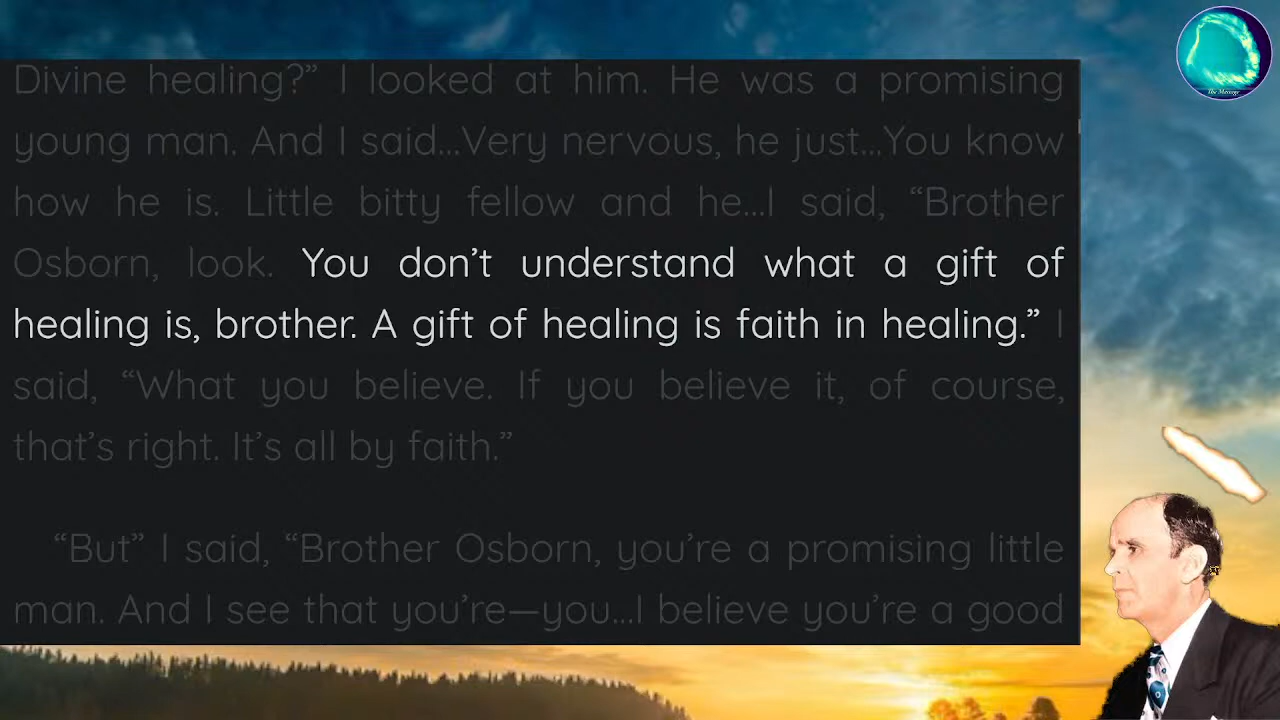 Divine healing?” I looked at him. He was a promising
young man. And I said...Very nervous, he just...You know
how he is. Little bitty fellow and he...I said, “Brother
Osborn, look. You don’t understand what a gift of
healing is, brother. A gift of healing is faith in healing.” I
said, “What you believe. If you believe it, of course,
that’s right. It’s all by faith.”
“But” I said, “Brother Osborn, you’re a promising little
man. And I see that you’re—you...I believe you’re a good
The Message